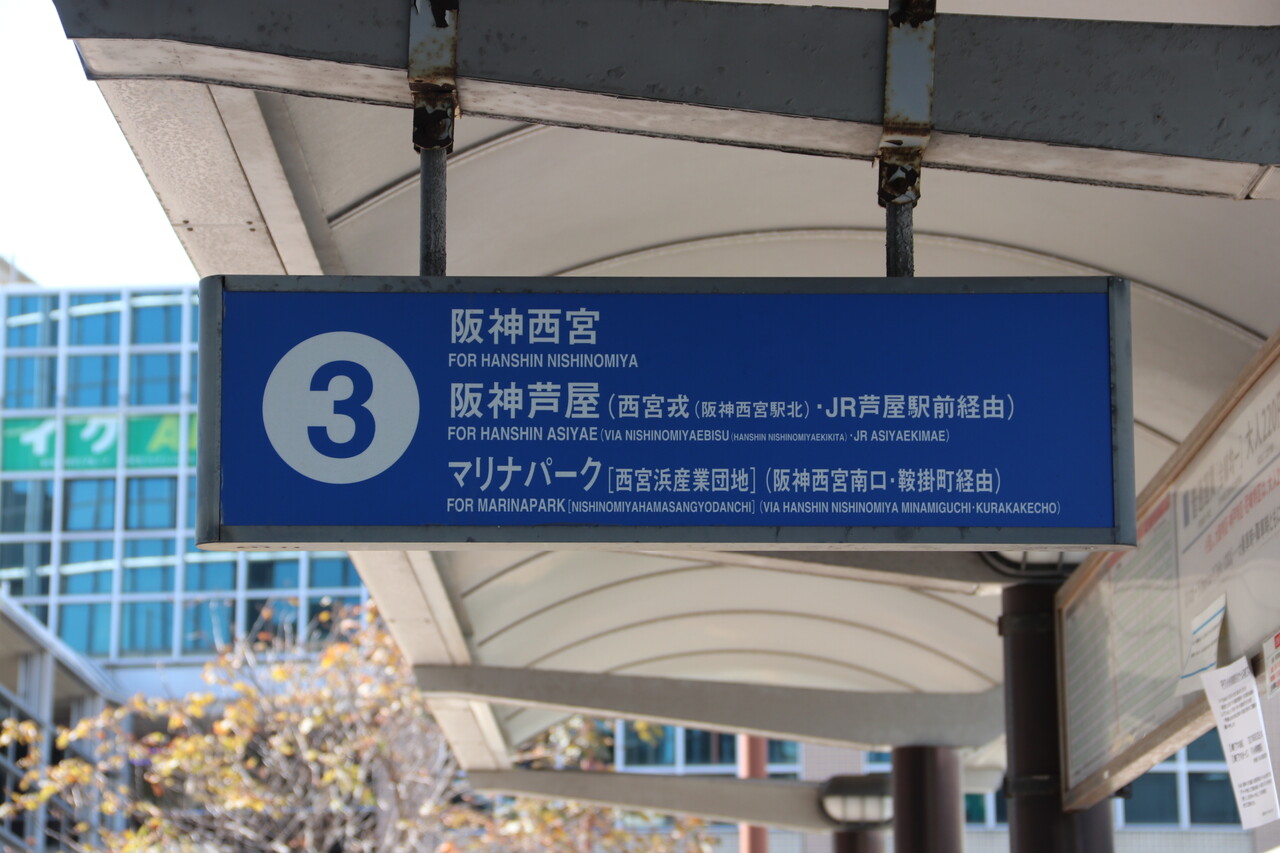 3
阪神西宮
FOR HANSHIN NISHINOMIYA
阪神芦屋(西宮戎(阪神西宮駅北)・JR芦屋駅前経由)
FOR HANSHIN ASIYAE(VIA NISHINOMIYAEBISU(HANSHIN NISHINOMIYAEKIKITA)・JR ASIYAEKIMAE)
マリナパーク[西宮浜産業団地](阪神西宮南口・鞍掛町経由)
FOR MARINAPARK[NISHINOMIYAHAMASANGYODANCHI](VIA HANSHIN NISHINOMIYA MINAMIGUCHI・KURAKAKECHO)
イク